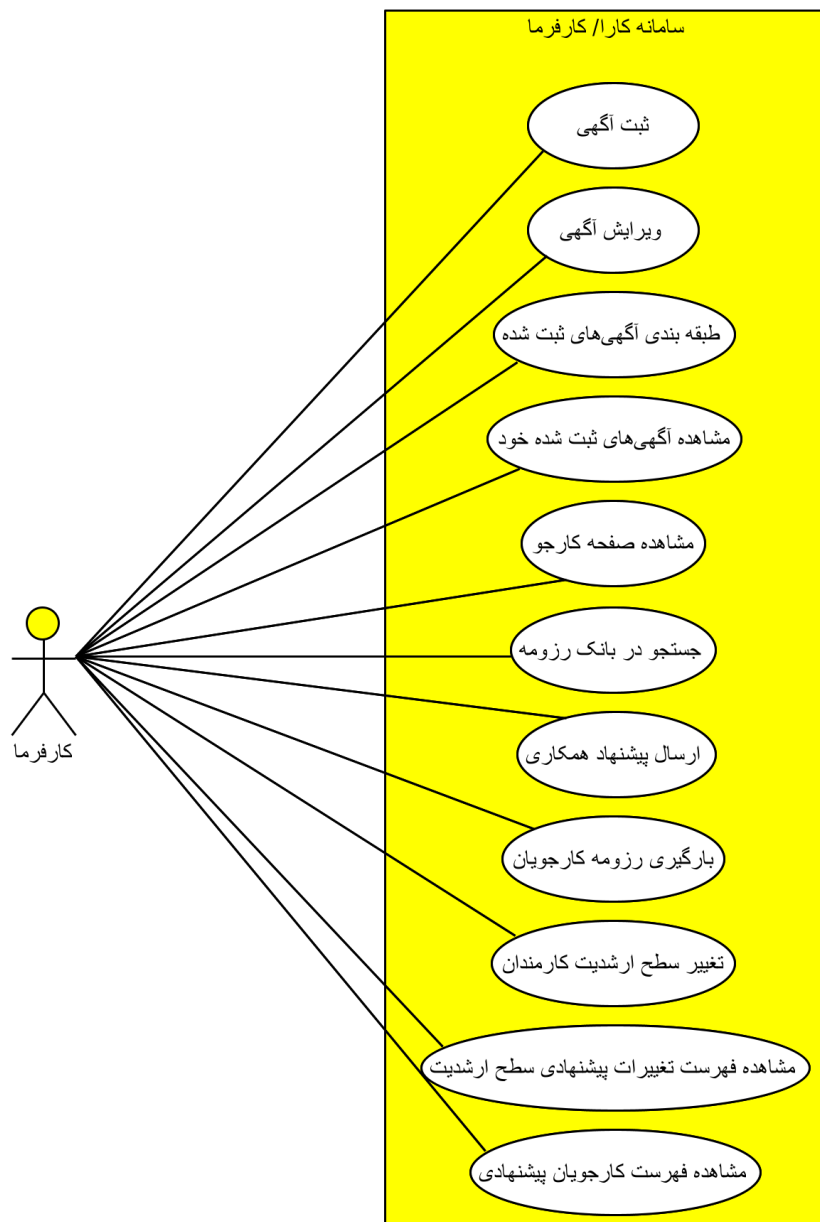 سامانه کارا/ کارفرما
ثبت آگهی
ویرایش آگهی
طبقه بندی آگهی‌های ثبت شده
مشاهده آگهی‌های ثبت شده خود
مشاهده صفحه کارجو
جستجو در بانک رزومه
ارسال پیشنهاد همکاری
کارفرما
بارگیری رزومه کارجویان
تغییر سطح ارشدیت کارمندان
مشاهده فهرست تغییرات پیشنهادی سطح ارشدیت
مشاهده فهرست کارجویان پیشنهادی